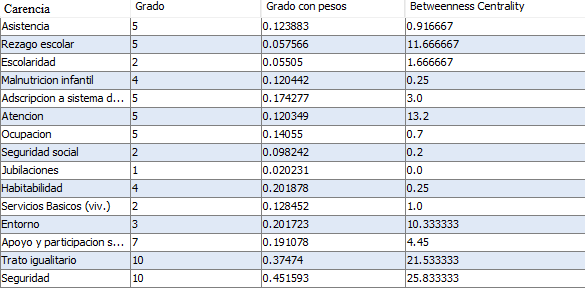 Carencia Grado Grado con pesos Betweenness Centrality
Asistencia 5 0.123883 0.916667
Rezago escolar 5 0.057566 11.666667
Escolaridad 2 0.05505 1.666667
Malnutricion infantil 4 0.120442 0.25
Adscripcion a sistema d... 5 0.174277 3.0
Atencion 5 0.120349 13.2
Ocupacion 5 0.14055 0.7
Seguridad social 2 0.098242 0.2
Jubilaciones 1 0.020231 0.0
Habitabilidad 4 0.201878 0.25
Servicios Basicos (viv.) 2 0.128452 1.0
Entorno 3 0.201723 10.333333
Apoyo y participacion s... 7 0.191078 4.45
Trato igualitario 10 0.37474 21.533333
Seguridad 10 0.451593 25.833333